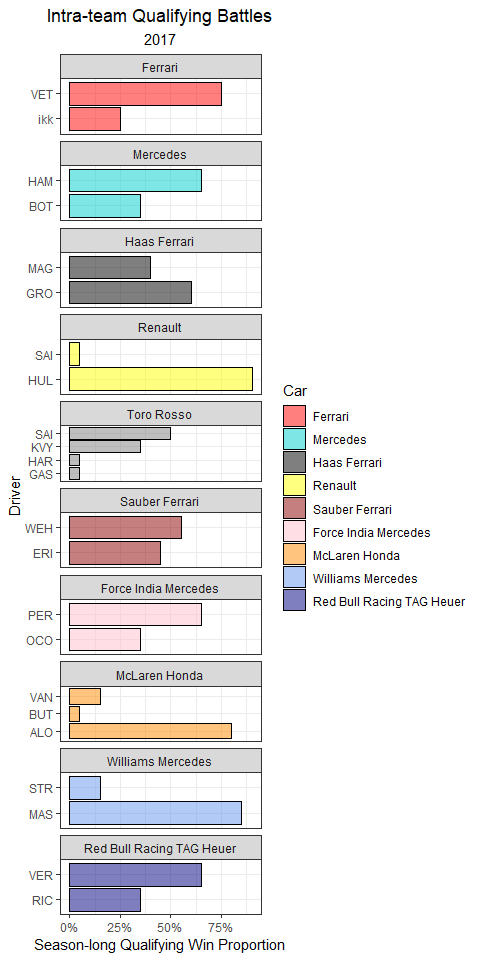 Intra-team Qualifying Battles
2017
Ferrari
VET
ikk
Mercedes
HAM
BOT
Haas Ferrari
MAG
GRO
Renault
SAI
HUL
Toro Rosso
SAI
KVY
HAR
GAS
Sauber Ferrari
WEH
ERI
Force India Mercedes
PER
OCO
McLaren Honda
VAN
BUT
ALO
Williams Mercedes
STR
MAS
Red Bull Racing TAG Heuer
VER
RIC
0%
25%
50%
75%
Season-long Qualifying Win Proportion
Driver
Car
Ferrari
Mercedes
Haas Ferrari
Renault
Sauber Ferrari
Force India Mercedes
McLaren Honda
Williams Mercedes
Red Bull Racing TAG Heuer